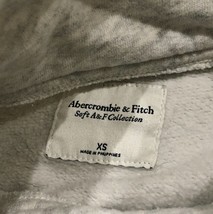 Abercrombie & Fitch
Soft A&F Collection
XS
MADE IN PHILIPPINES